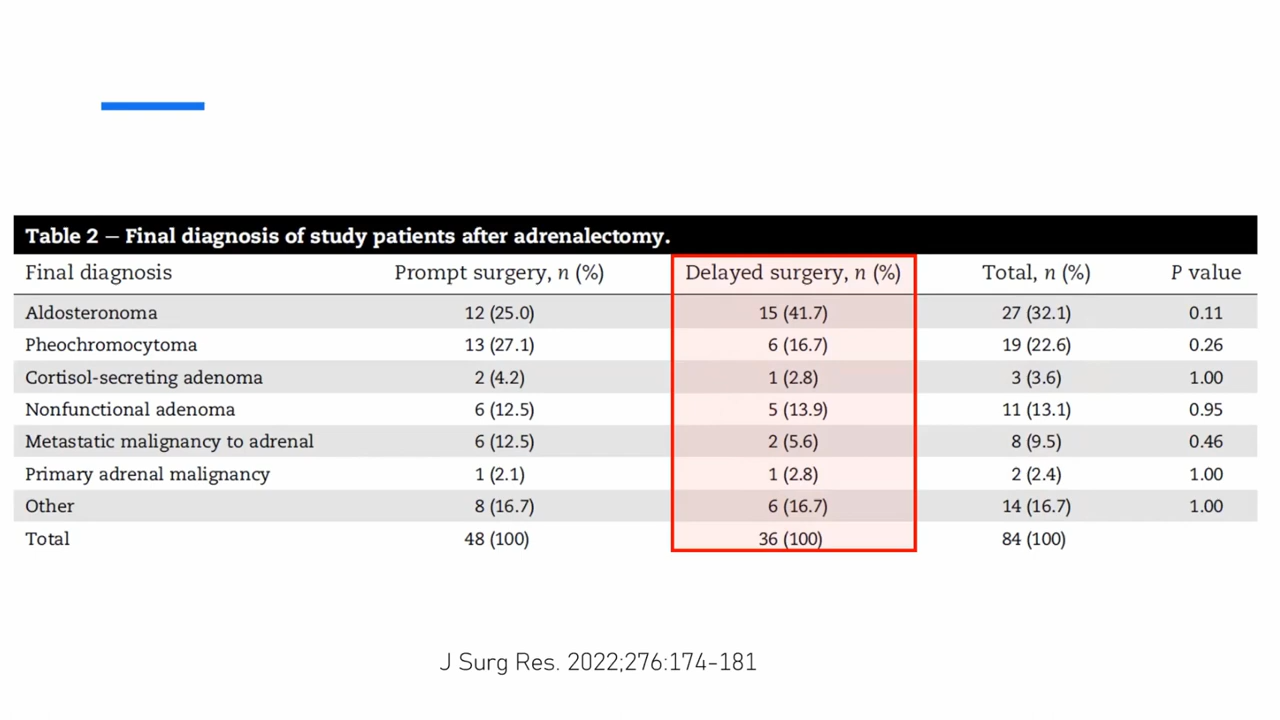 Table 2 – Final diagnosis of study patients after adrenalectomy.
Final diagnosis Prompt surgery, n (%) Delayed surgery, n (%) Total, n (%) P value
Aldosteronoma 12 (25.0) 15 (41.7) 27 (32.1) 0.11
Pheochromocytoma 13 (27.1) 6 (16.7) 19 (22.6) 0.26
Cortisol-secreting adenoma 2 (4.2) 1 (2.8) 3 (3.6) 1.00
Nonfunctional adenoma 6 (12.5) 5 (13.9) 11 (13.1) 0.95
Metastatic malignancy to adrenal 6 (12.5) 2 (5.6) 8 (9.5) 0.46
Primary adrenal malignancy 1 (2.1) 1 (2.8) 2 (2.4) 1.00
Other 8 (16.7) 6 (16.7) 14 (16.7) 1.00
Total 48 (100) 36 (100) 84 (100)
J Surg Res. 2022;276:174-181